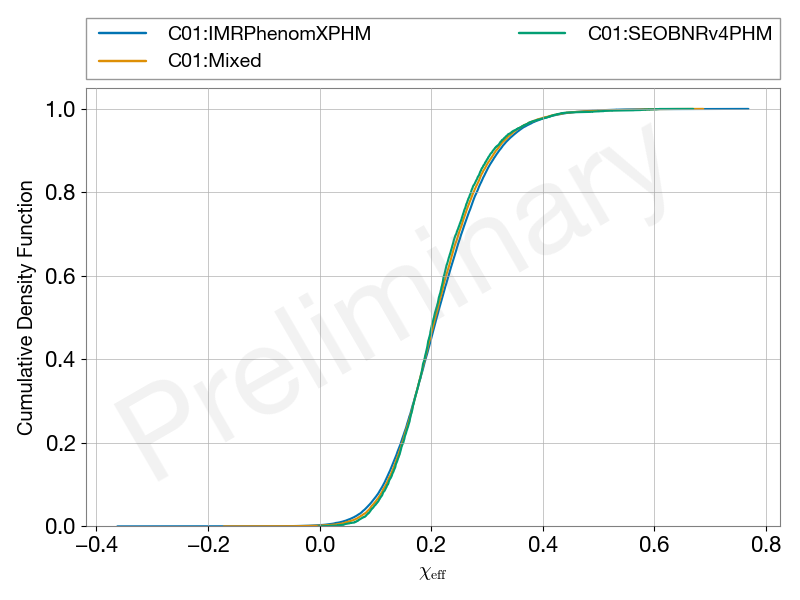 C01:IMRPhenomXPHM
C01:Mixed
C01:SEOBNRv4PHM
Preliminary
Cumulative Density Function
1.0
0.8
0.6
0.4
0.2
0.0
−0.4 −0.2 0.0 0.2 0.4 0.6 0.8
χeff